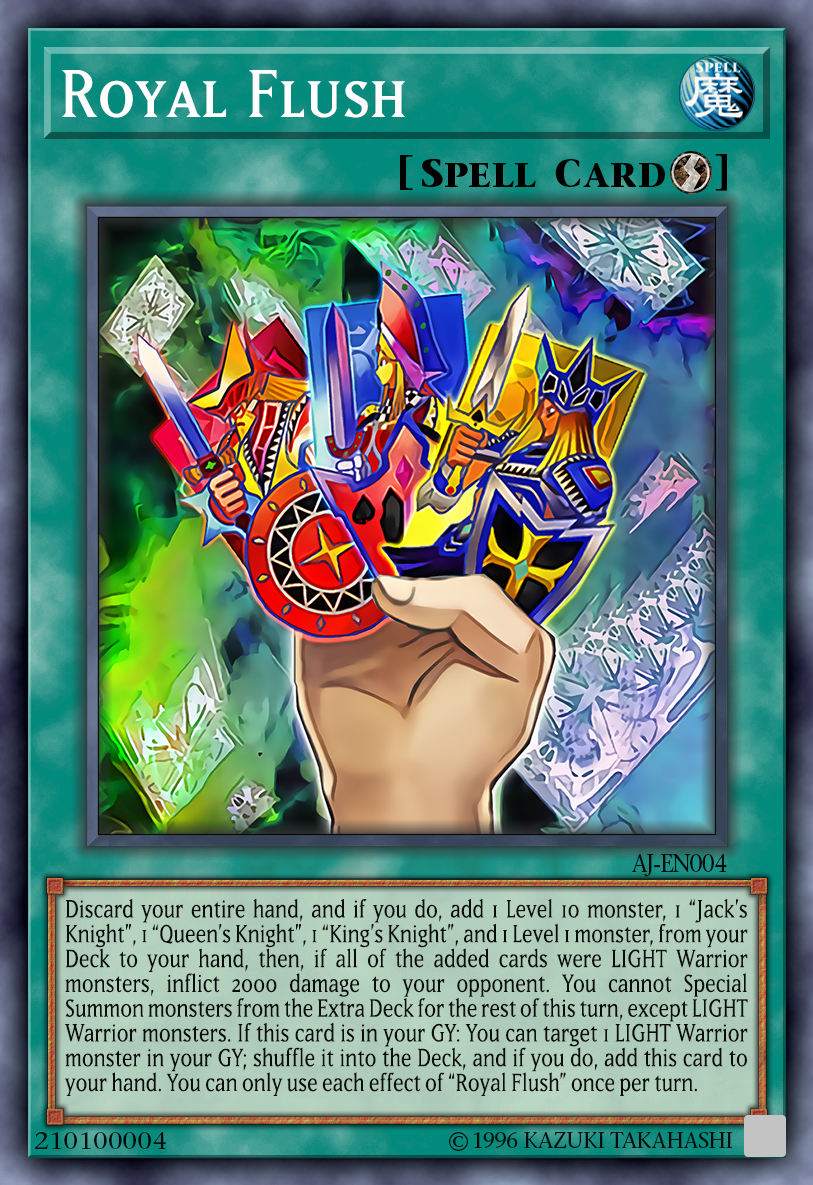 Royal Flush
SPELL
魔
[Spell Card]
AJ-EN004
Discard your entire hand, and if you do, add 1 Level 10 monster, 1 “Jack's
Knight”, 1 “Queen's Knight”, 1 “King's Knight”, and 1 Level 1 monster, from your
Deck to your hand, then, if all of the added cards were LIGHT Warrior
monsters, inflict 2000 damage to your opponent. You cannot Special
Summon monsters from the Extra Deck for the rest of this turn, except LIGHT
Warrior monsters. If this card is in your GY: You can target 1 LIGHT Warrior
monster in your GY; shuffle it into the Deck, and if you do, add this card to
your hand. You can only use each effect of “Royal Flush” once per turn.
210100004
© 1996 KAZUKI TAKAHASHI